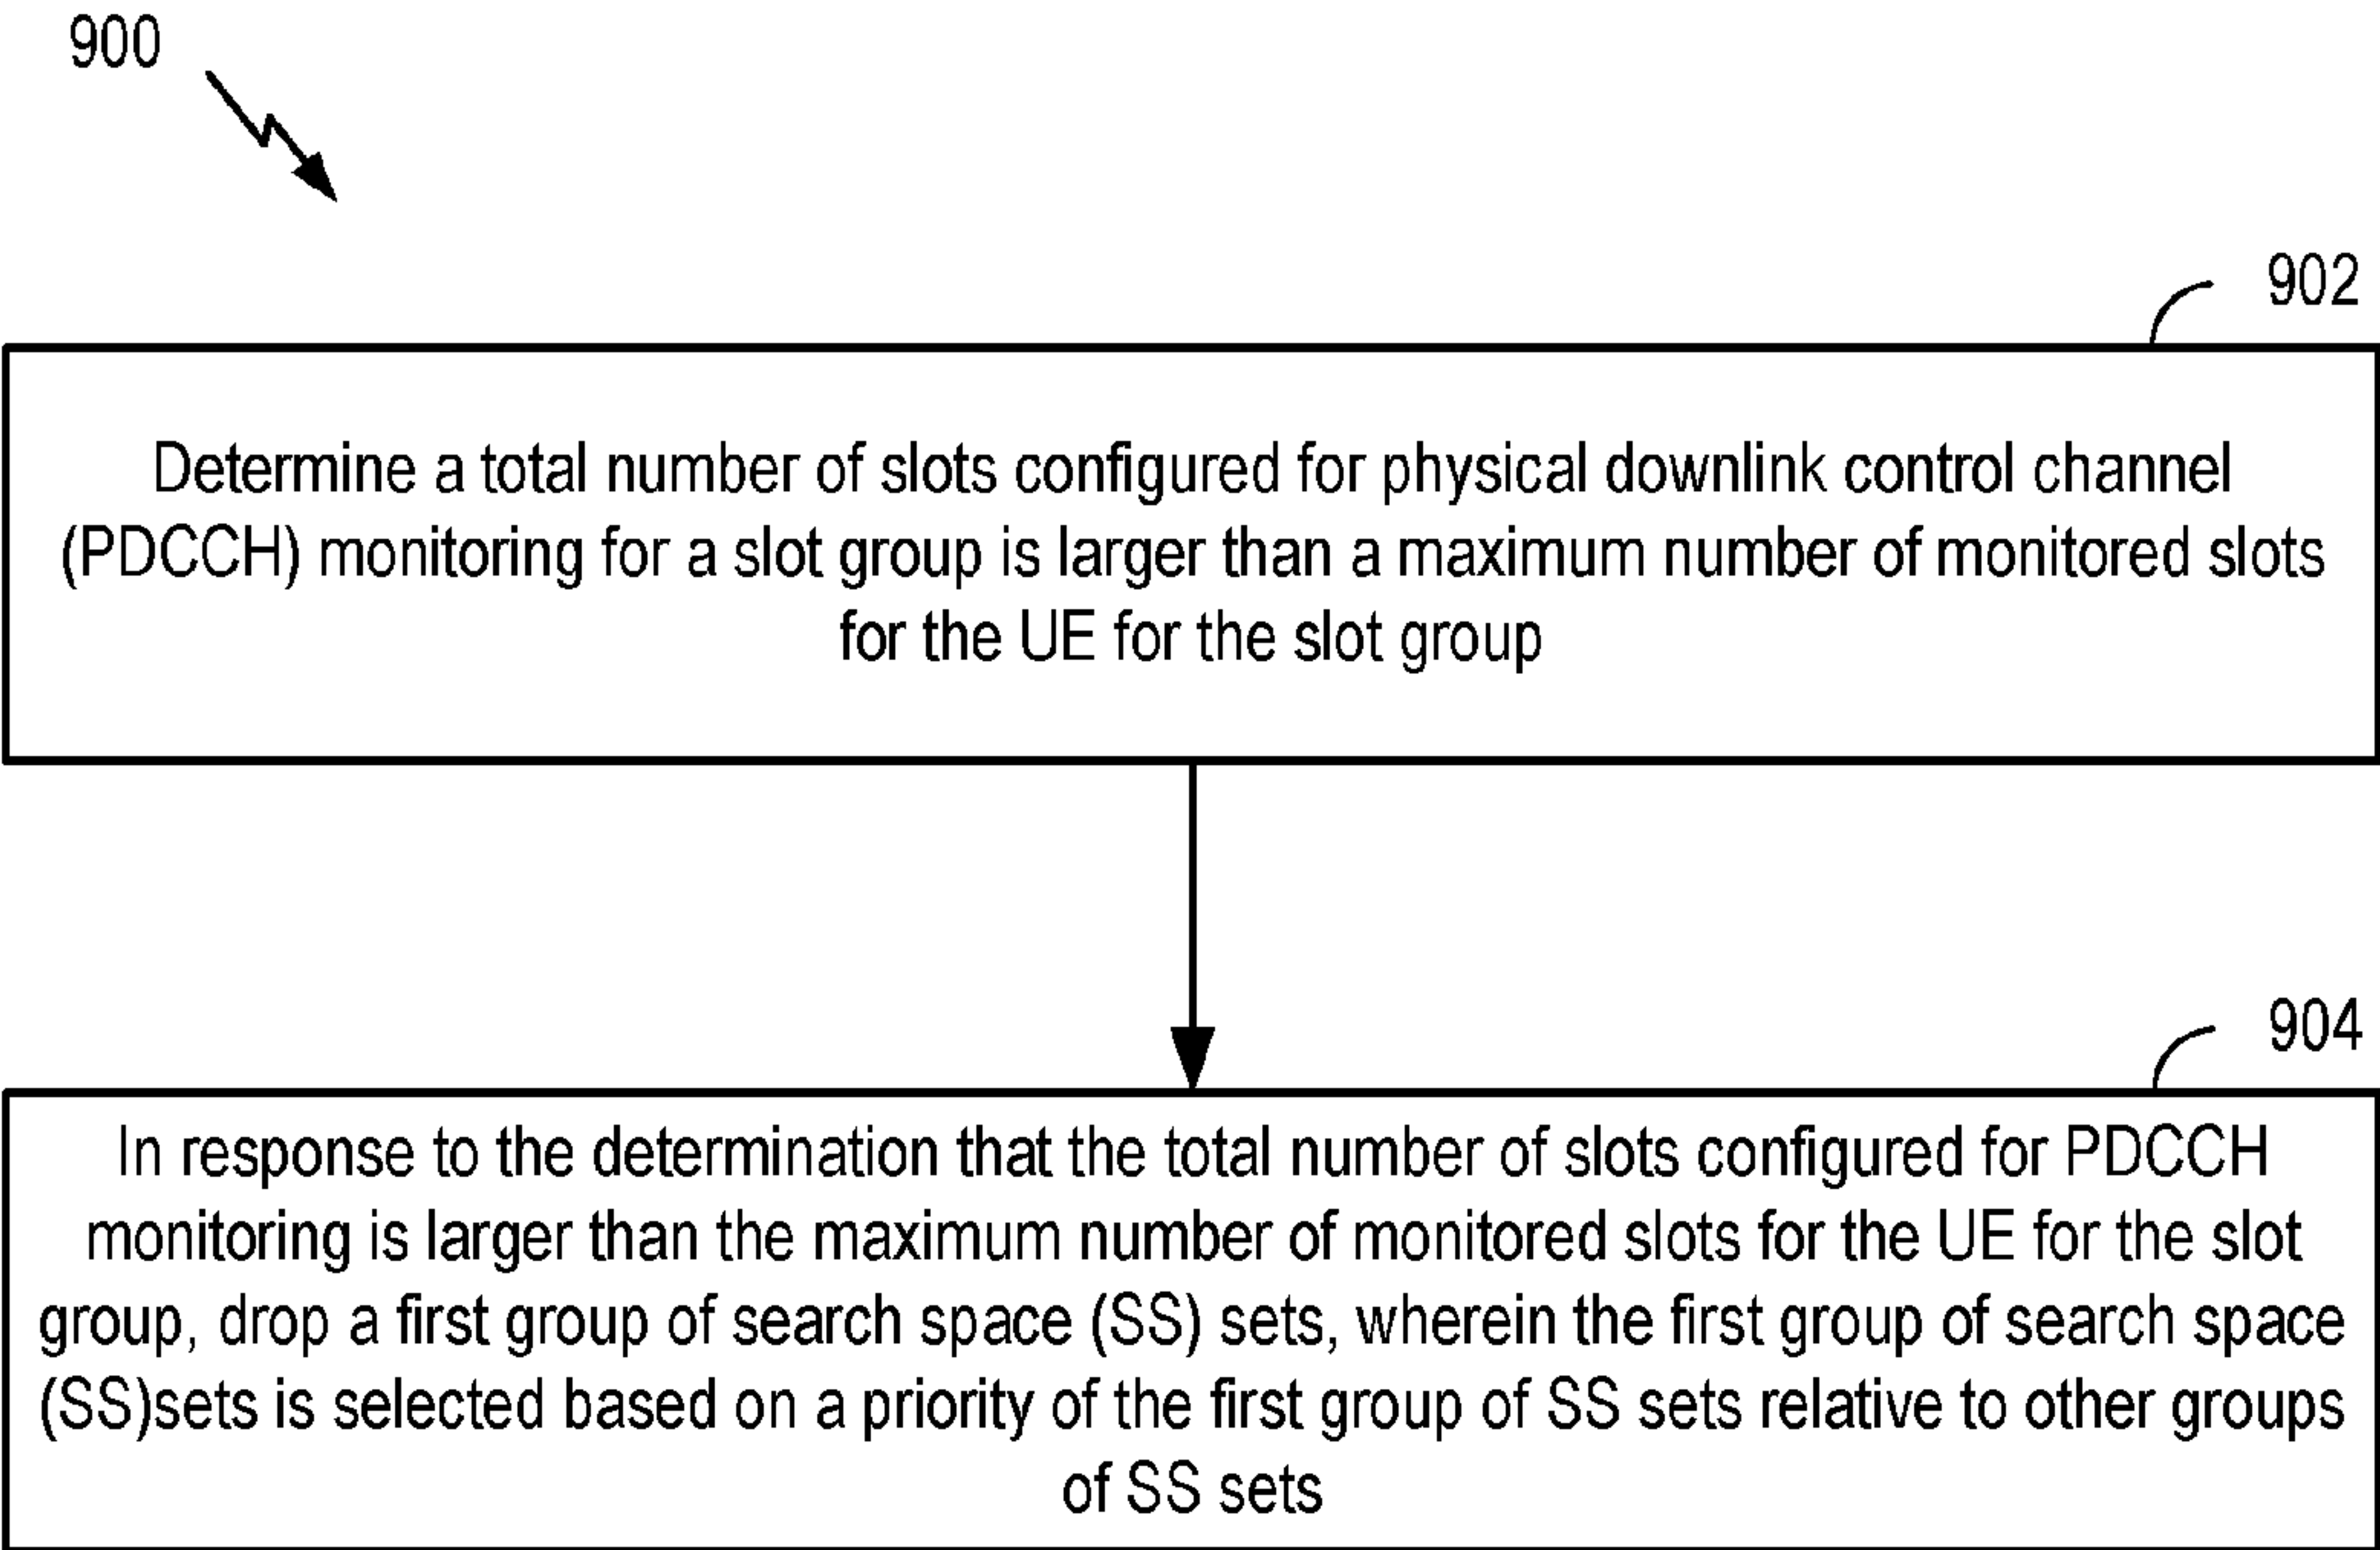 900
902
Determine a total number of slots configured for physical downlink control channel
(PDCCH) monitoring for a slot group is larger than a maximum number of monitored slots
for the UE for the slot group
904
In response to the determination that the total number of slots configured for PDCCH
monitoring is larger than the maximum number of monitored slots for the UE for the slot
group, drop a first group of search space (SS) sets, wherein the first group of search space
(SS)sets is selected based on a priority of the first group of SS sets relative to other groups
of SS sets